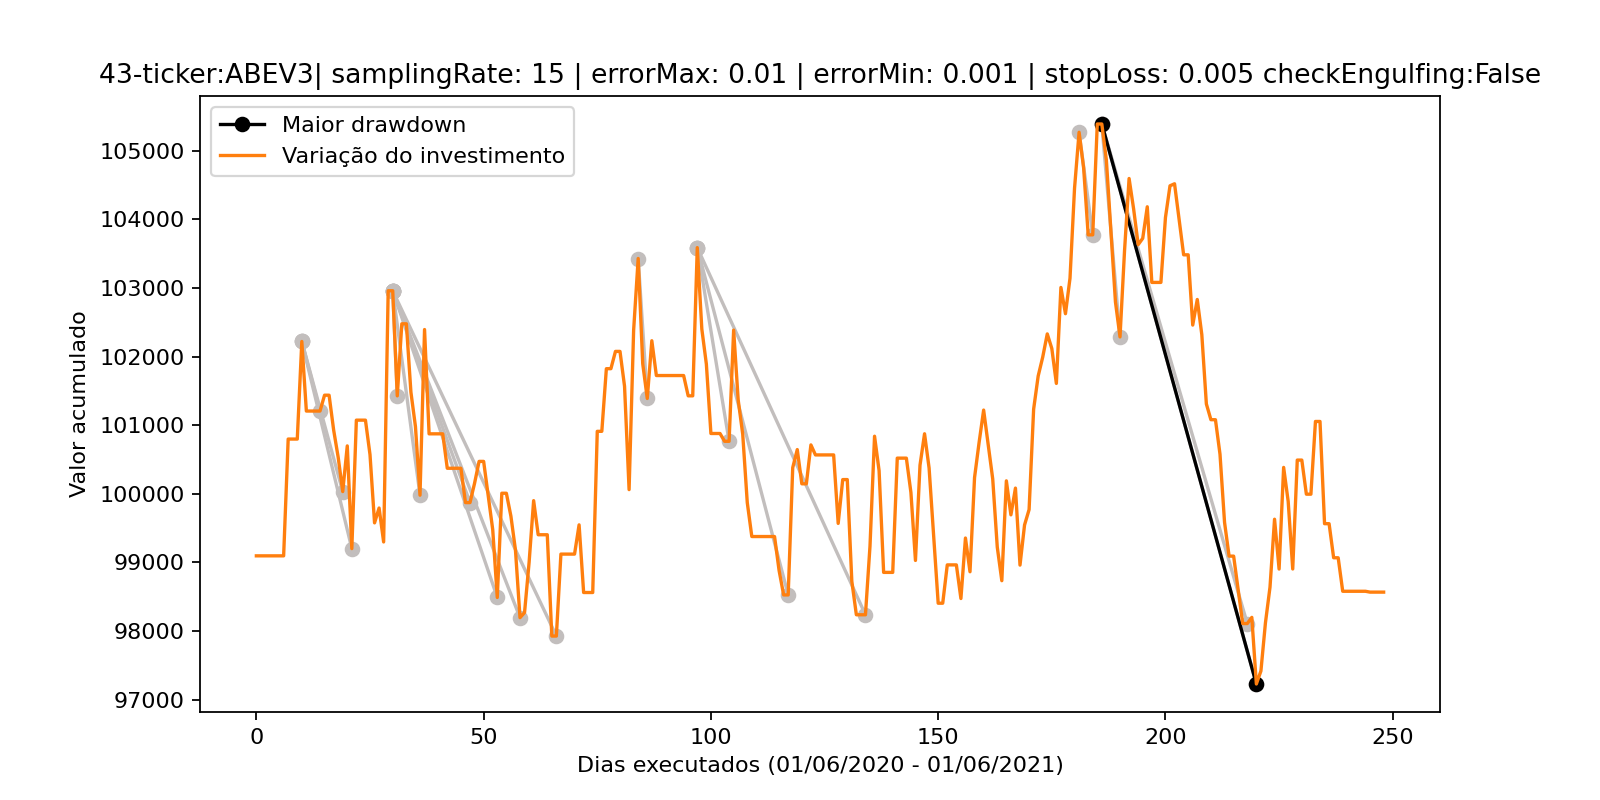 43-ticker:ABEV3| samplingRate: 15 | errorMax: 0.01 | errorMin: 0.001 | stopLoss: 0.005 checkEngulfing:False
Maior drawdown
Variação do investimento
105000
104000
103000
102000
101000
100000
99000
98000
97000
Valor acumulado
0 50 100 150 200 250
Dias executados (01/06/2020 - 01/06/2021)